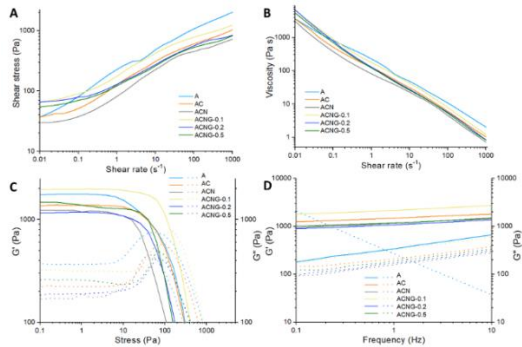 A
Shear stress (Pa)
1000
100
10
0.01 0.1 1 10 100 1000
Shear rate (s-1)
A
AC
ACN
ACNG-0.1
ACNG-0.2
ACNG-0.5
B
Viscosity (Pa s)
1000
100
10
1
0.01 0.1 1 10 100 1000
Shear rate (s-1)
A
AC
ACN
ACNG-0.1
ACNG-0.2
ACNG-0.5
C
G' (Pa)
1000
100
0.1 1 10 100 1000
Stress (Pa)
1000
100
G'' (Pa)
A
AC
ACN
ACNG-0.1
ACNG-0.2
ACNG-0.5
D
G' (Pa)
1000
100
10
0.1 1 10
Frequency (Hz)
1000
100
10
G'' (Pa)
A
AC
ACN
ACNG-0.1
ACNG-0.2
ACNG-0.5